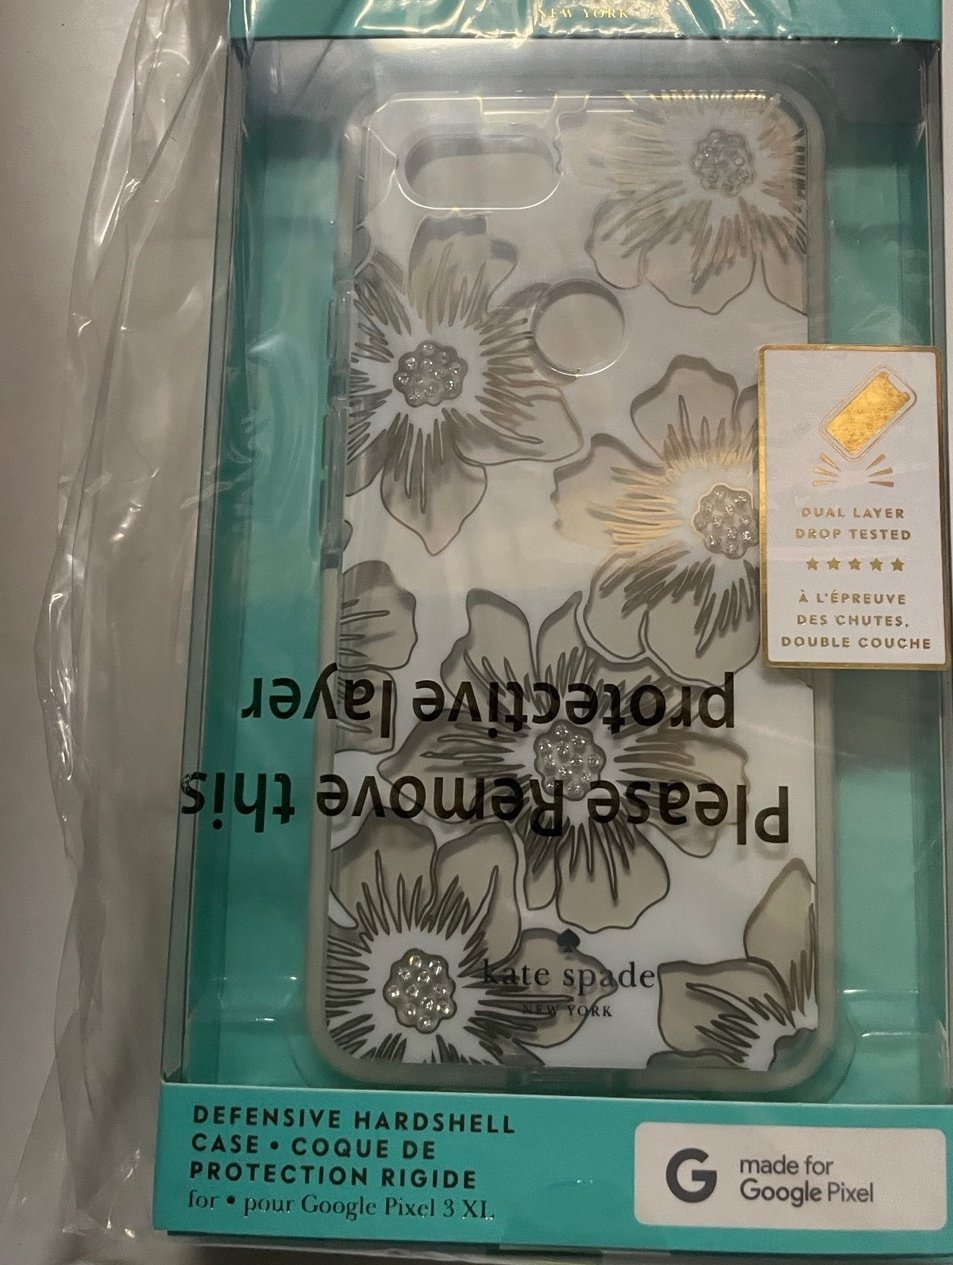 NEW YORK
DUAL LAYER
DROP TESTED
À L'ÉPREUVE
DES CHUTES,
DOUBLE COUCHE
Please Remove this
protective layer
kate spade
NEW YORK
DEFENSIVE HARDSHELL
CASE • COQUE DE
PROTECTION RIGIDE
for • pour Google Pixel 3 XL
G
made for
Google Pixel